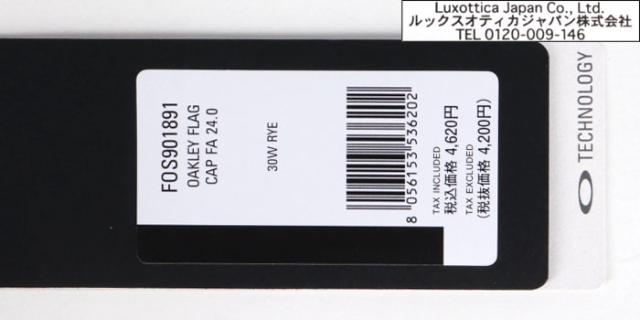 Luxottica Japan Co., Ltd.
ルックスオティカジャパン株式会社
TEL 0120-009-146
FOS901891
OAKLEY FLAG
CAP FA 24.0
30W RYE
8 056153 536202
TAX INCLUDED
税込価格 4,620円
TAX EXCLUDED
(税抜価格 4,200円)
TECHNOLOGY